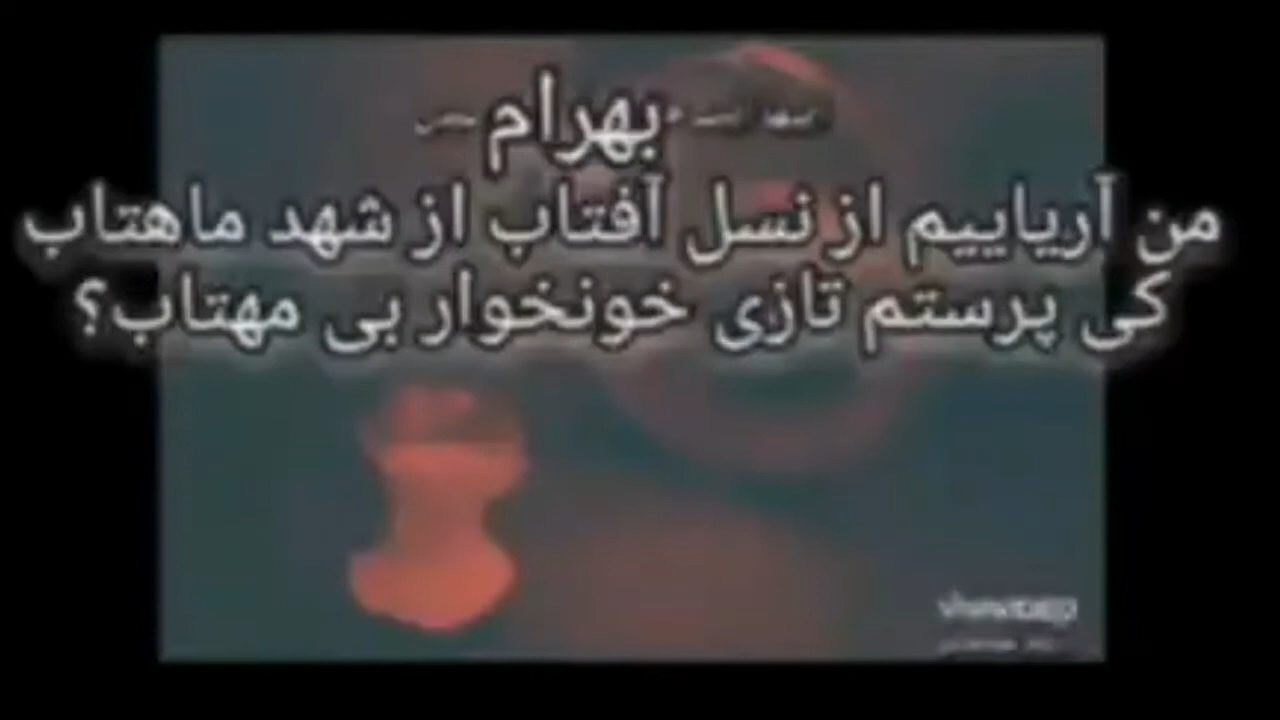 بهرام
من آریاییم از نسل آفتاب از شهد ماهتاب
کی پرستم تازی خونخوار بی مهتاب؟